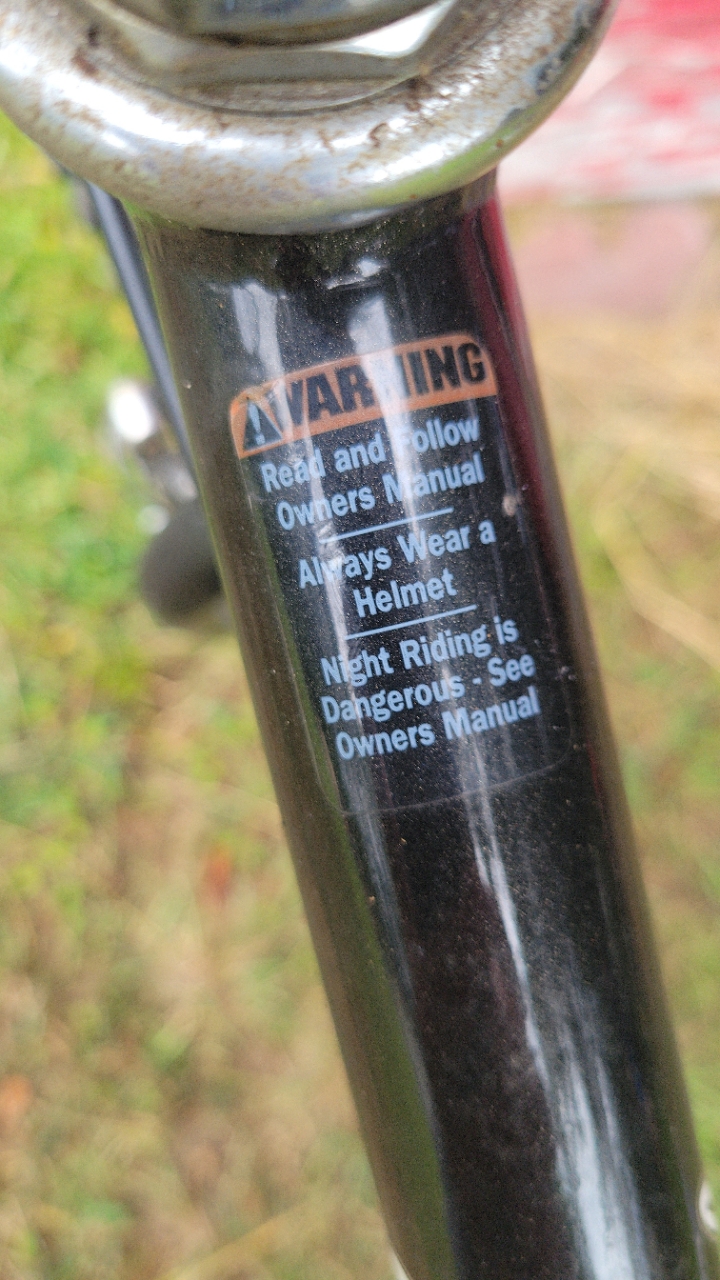 WARNING
Read and Follow
Owners Manual
Always Wear a
Helmet
Night Riding is
Dangerous - See
Owners Manual